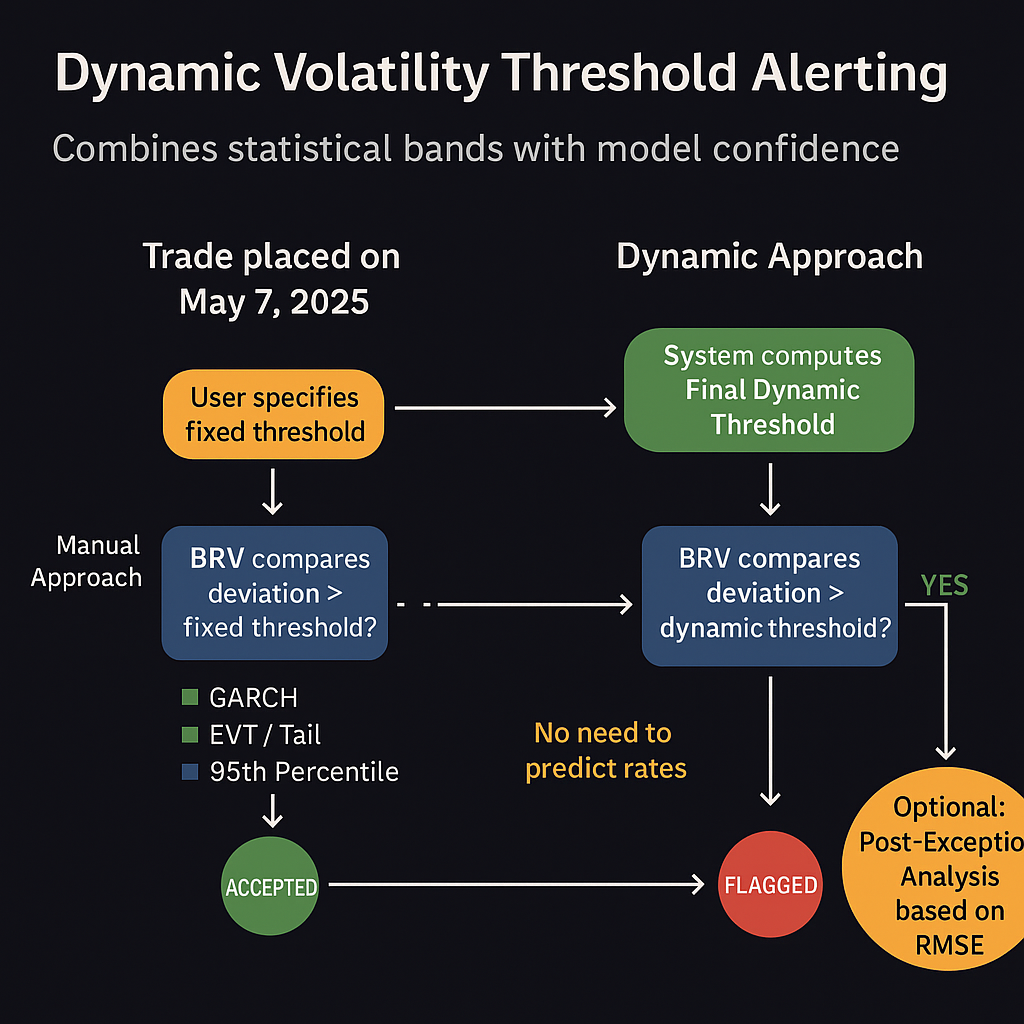 Dynamic Volatility Threshold Alerting
Combines statistical bands with model confidence
Trade placed on
May 7, 2025
Dynamic Approach
User specifies
fixed threshold
System computes
Final Dynamic
Threshold
Manual
Approach
BRV compares
deviation >
fixed threshold?
BRV compares
deviation >
dynamic threshold?
YES
GARCH
EVT / Tail
95th Percentile
No need to
predict rates
ACCEPTED
FLAGGED
Optional:
Post-Exceptio
Analysis
based on
RMSE